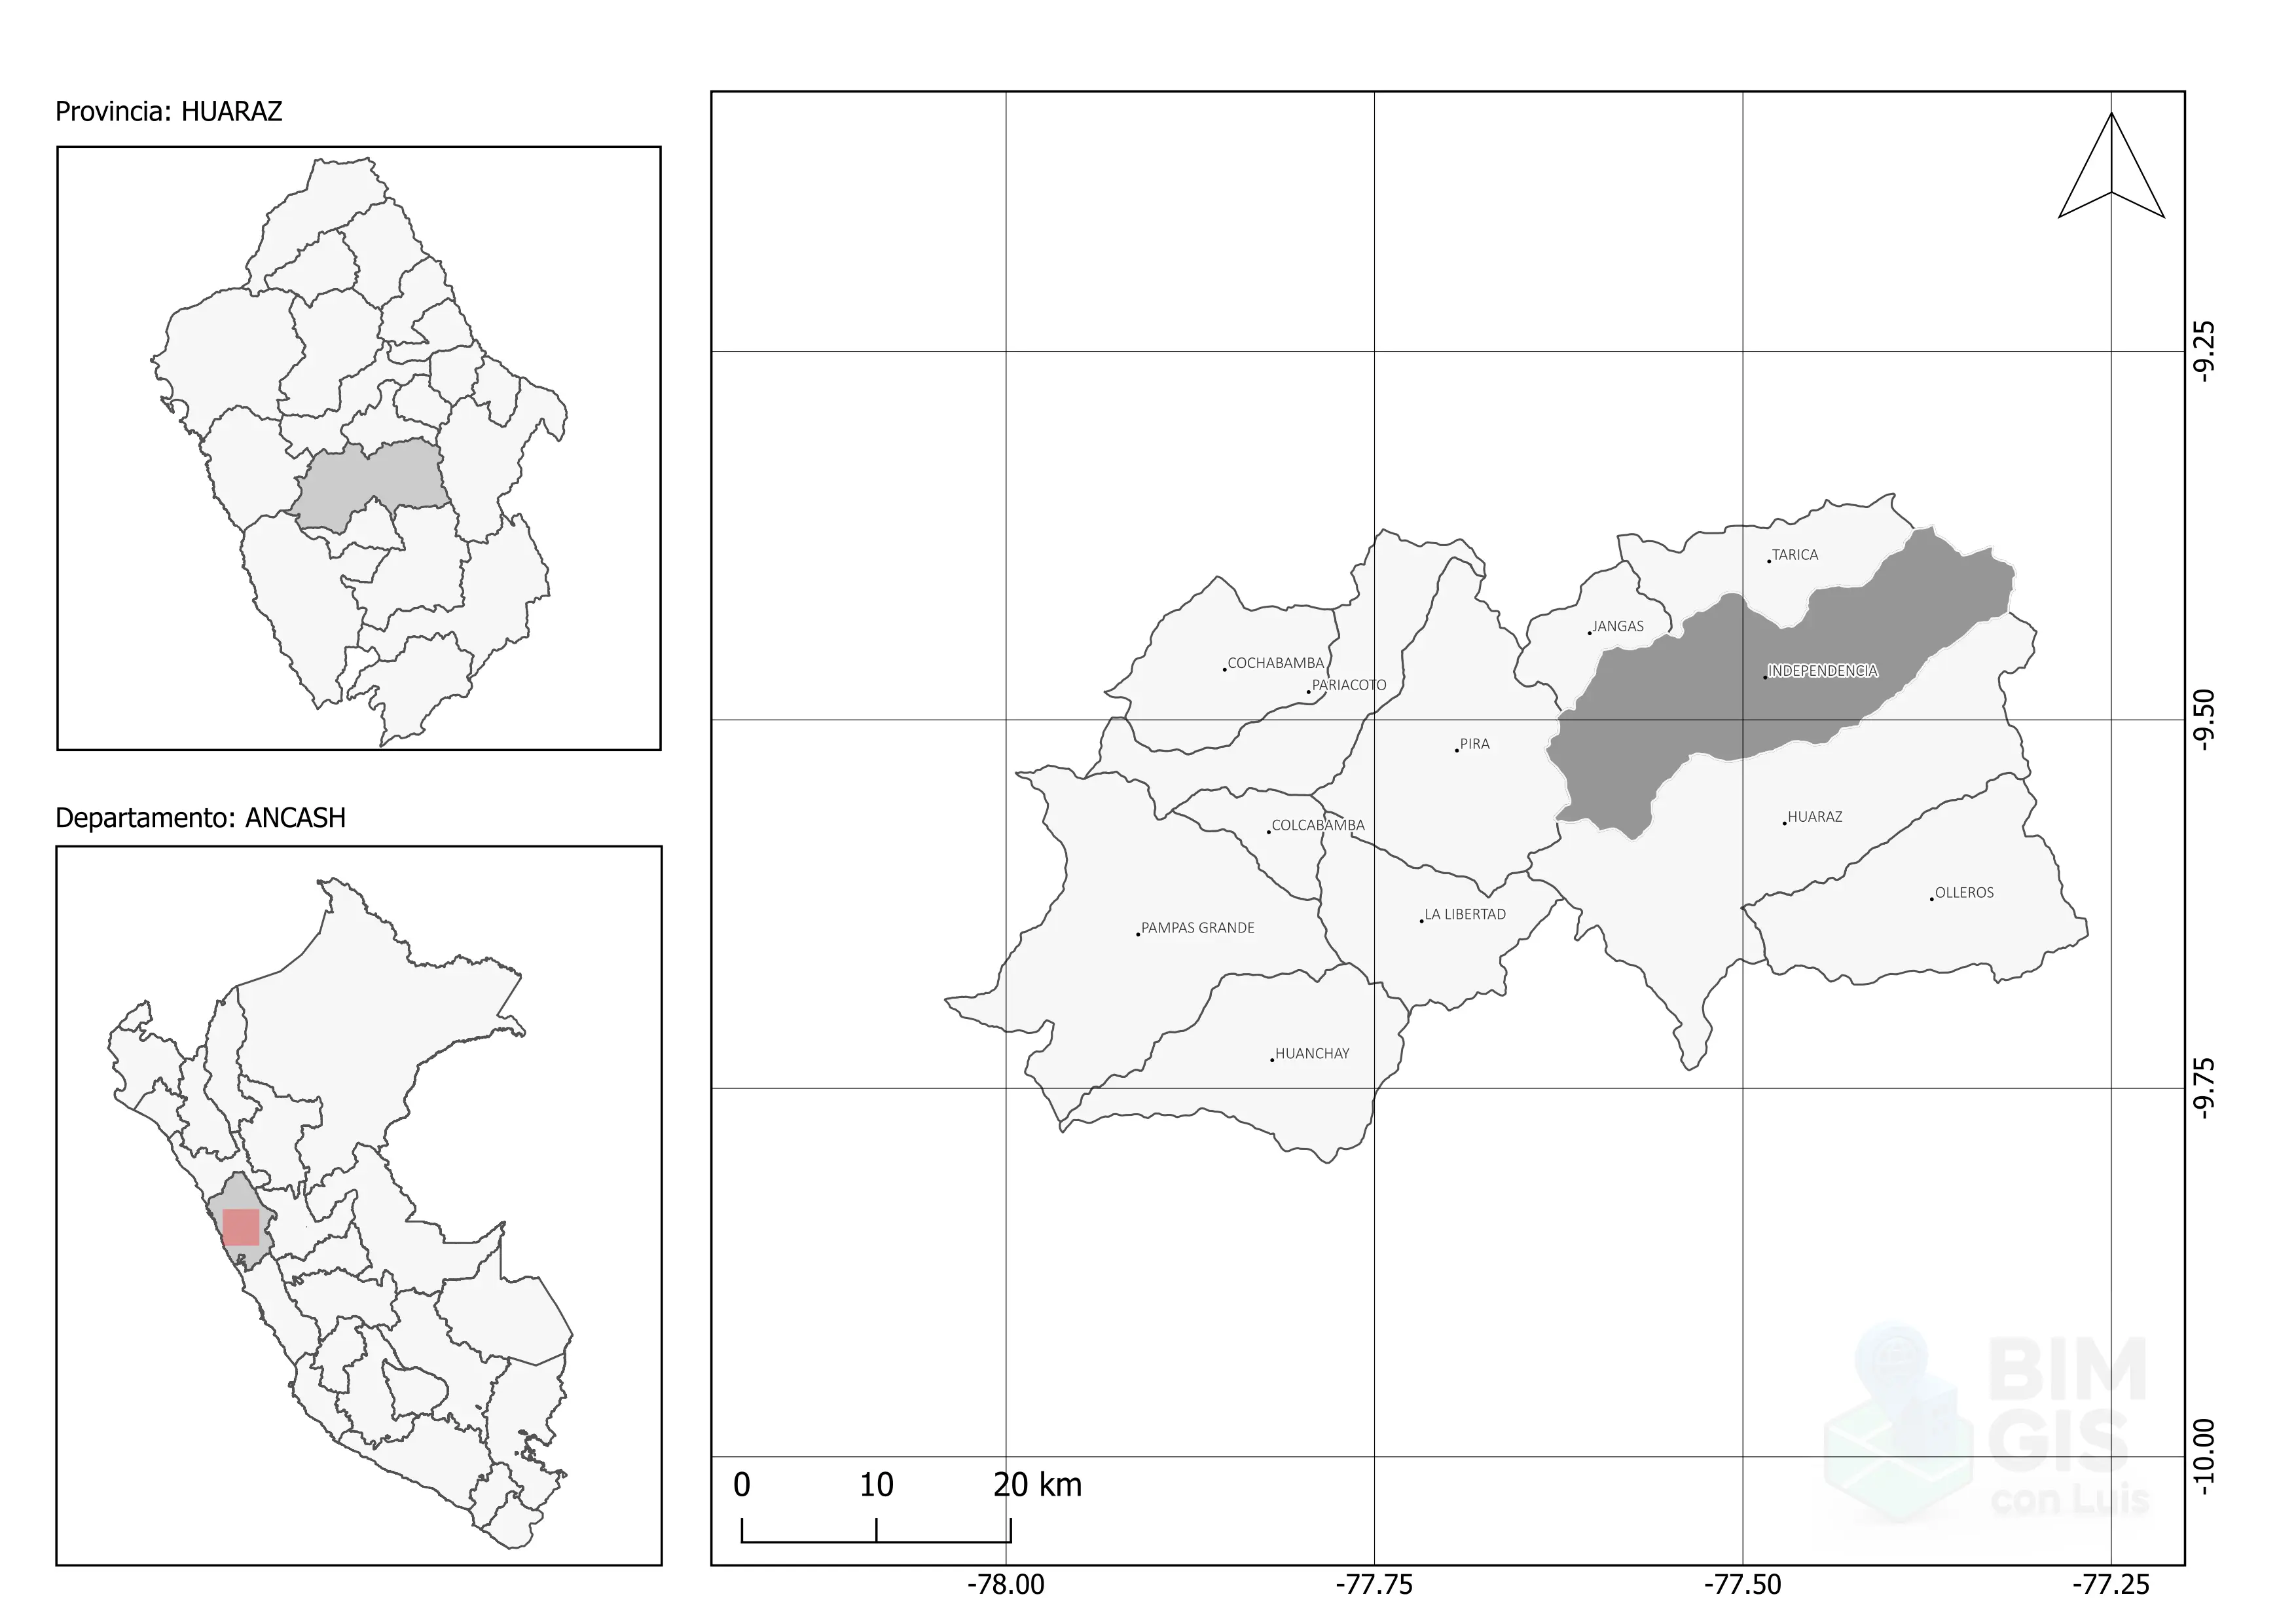 Provincia: HUARAZ
Departamento: ANCASH
TARICA
JANGAS
COCHABAMBA
INDEPENDENCIA
PARIACOTO
PIRA
HUARAZ
COLCABAMBA
OLLEROS
LA LIBERTAD
PAMPAS GRANDE
HUANCHAY
-9.25
-9.50
-9.75
-10.00
BIM
GIS
con Luis
0 10 20 km
-78.00 -77.75 -77.50 -77.25